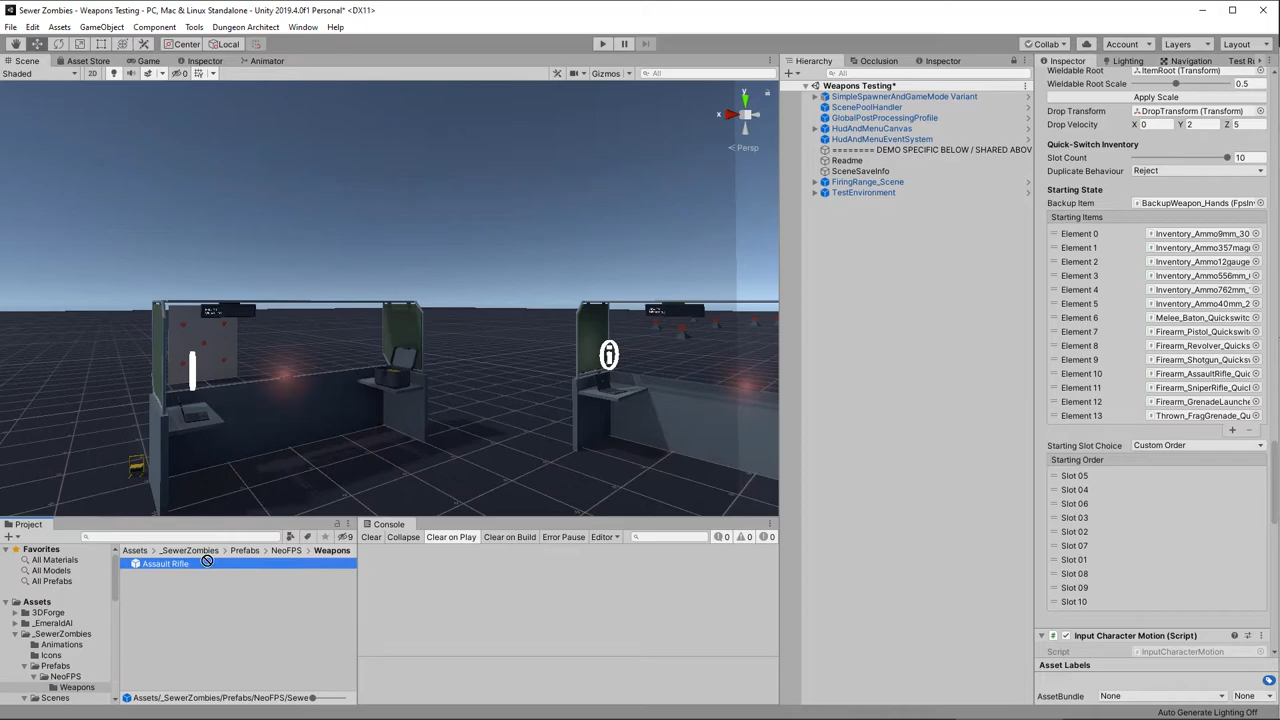 Sewer Zombies - Weapons Testing - PC, Mac & Linux Standalone - Unity 2019.4.0f1 Personal* <DX11>
File Edit Assets GameObject Component Tools Dungeon Architect Window Help
Center Local Collab Account Layers Layout
Scene Asset Store Game Inspector Animator
Shaded 2D 0 Gizmos All
y
x
Persp
Hierarchy Occlusion Inspector
All
Weapons Testing*
SimpleSpawnerAndGameMode Variant
ScenePoolHandler
GlobalPostProcessingProfile
HudAndMenuCanvas
HudAndMenuEventSystem
======== DEMO SPECIFIC BELOW / SHARED ABOV
Readme
SceneSaveInfo
FiringRange_Scene
TestEnvironment
Inspector Lighting Navigation Test Ru
Wieldable Root ItemRoot (Transform)
Wieldable Root Scale 0.5
Apply Scale
Drop Transform DropTransform (Transform)
Drop Velocity X 0 Y 2 Z 5
Quick-Switch Inventory
Slot Count 10
Duplicate Behaviour Reject
Starting State
Backup Item BackupWeapon_Hands (FpsIn
Starting Items
Element 0 Inventory_Ammo9mm_30
Element 1 Inventory_Ammo357mag
Element 2 Inventory_Ammo12gauge
Element 3 Inventory_Ammo556mm_
Element 4 Inventory_Ammo762mm_
Element 5 Inventory_Ammo40mm_2
Element 6 Melee_Baton_Quickswitc
Element 7 Firearm_Pistol_Quickswit
Element 8 Firearm_Revolver_Quicks
Element 9 Firearm_Shotgun_Quicks
Element 10 Firearm_AssaultRifle_Quic
Element 11 Firearm_SniperRifle_Quic
Element 12 Firearm_GrenadeLaunche
Element 13 Thrown_FragGrenade_Qu
Starting Slot Choice Custom Order
Starting Order
Slot 05
Slot 04
Slot 06
Slot 03
Slot 02
Slot 07
Slot 01
Slot 08
Slot 09
Slot 10
Input Character Motion (Script)
Script InputCharacterMotion
Asset Labels
AssetBundle None None
Auto Generate Lighting Off
Project
9
Favorites
All Materials
All Models
All Prefabs
Assets
3DForge
_EmeraldAI
_SewerZombies
Animations
Icons
Prefabs
NeoFPS
Weapons
Scenes
Assets > _SewerZombies > Prefabs > NeoFPS > Weapons
Assault Rifle
Assets/_SewerZombies/Prefabs/NeoFPS/Sewe
Console
Clear Collapse Clear on Play Clear on Build Error Pause Editor 0 0 0